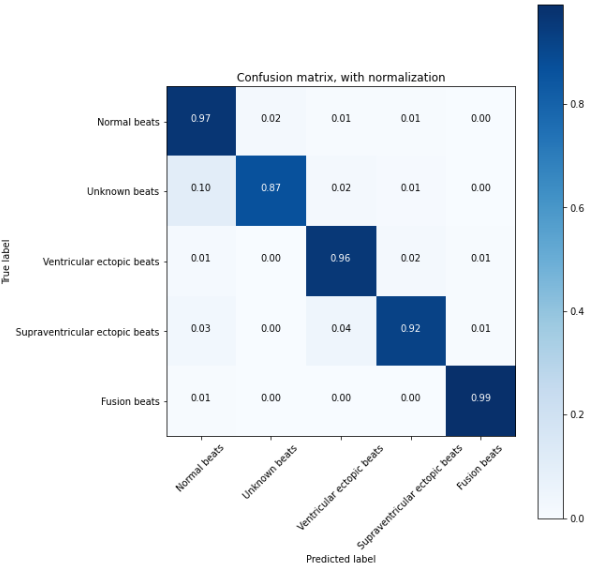 Confusion matrix, with normalization
True label
Normal beats 0.97 0.02 0.01 0.01 0.00
Unknown beats 0.10 0.87 0.02 0.01 0.00
Ventricular ectopic beats 0.01 0.00 0.96 0.02 0.01
Supraventricular ectopic beats 0.03 0.00 0.04 0.92 0.01
Fusion beats 0.01 0.00 0.00 0.00 0.99
Normal beats
Unknown beats
Ventricular ectopic beats
Supraventricular ectopic beats
Fusion beats
Predicted label
0.8
0.6
0.4
0.2
0.0